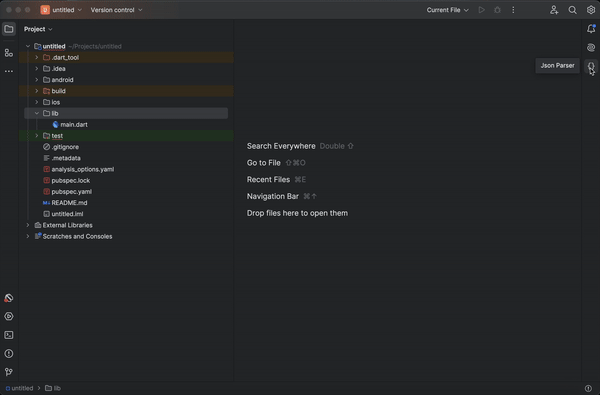 U untitled Version control Current File
Project
untitled ~/Projects/untitled
.dart_tool
.idea
android
build
ios
lib
main.dart
test
.gitignore
.metadata
analysis_options.yaml
pubspec.lock
pubspec.yaml
M↓ README.md
untitled.iml
External Libraries
Scratches and Consoles
Json Parser
{}
Search Everywhere Double ⇧
Go to File ⇧⌘O
Recent Files ⌘E
Navigation Bar ⌘↑
Drop files here to open them
untitled > lib